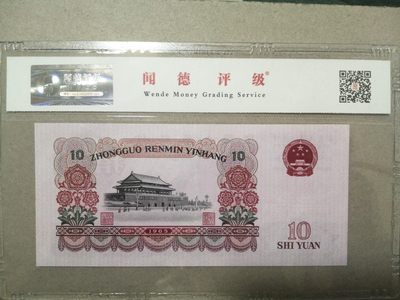 闻德评级®
Wende Money Grading Service
10 ZHONGGUO RENMIN YINHANG 10
1965
10
SHI YUAN